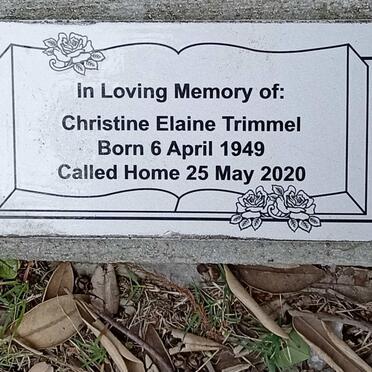 In Loving Memory of:
Christine Elaine Trimmel
Born 6 April 1949
Called Home 25 May 2020